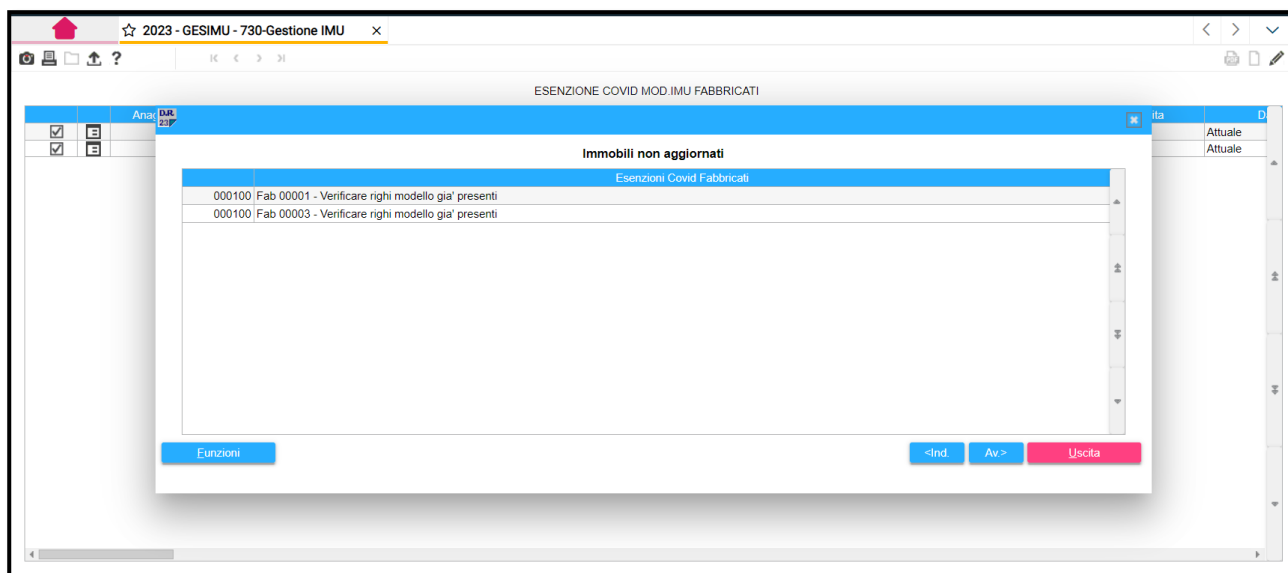 2023 - GESIMU - 730-Gestione IMU
ESENZIONE COVID MOD.IMU FABBRICATI
Attuale
Attuale
D.R.
23
Immobili non aggiornati
Esenzioni Covid Fabbricati
000100 Fab 00001 - Verificare righi modello gia' presenti
000100 Fab 00003 - Verificare righi modello gia' presenti
Funzioni
<Ind.
Av.>
Uscita